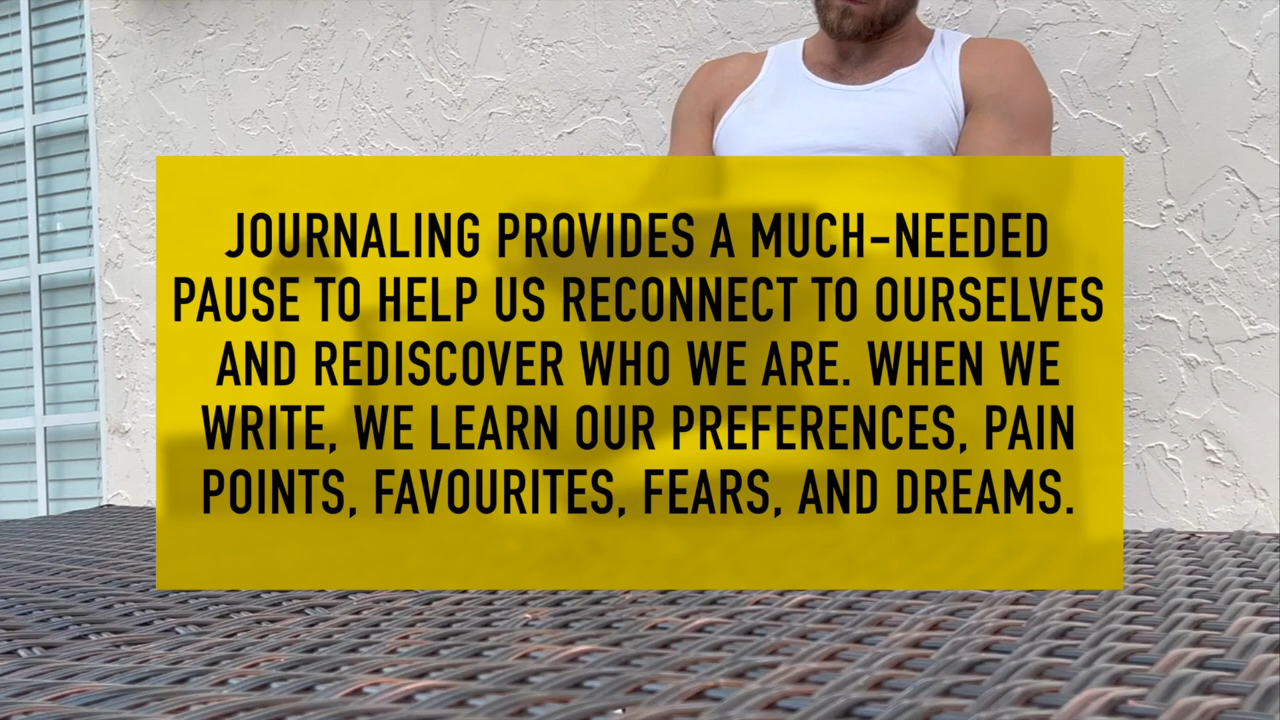 JOURNALING PROVIDES A MUCH-NEEDED
PAUSE TO HELP US RECONNECT TO OURSELVES
AND REDISCOVER WHO WE ARE. WHEN WE
WRITE, WE LEARN OUR PREFERENCES, PAIN
POINTS, FAVOURITES, FEARS, AND DREAMS.